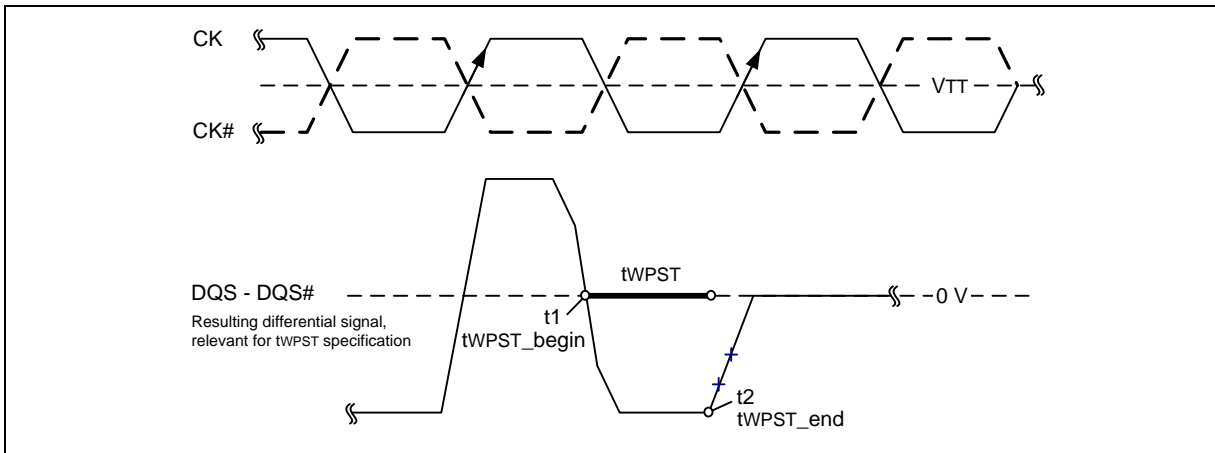 CK
VTT
CK#
tWPST
DQS - DQS#
0 V
Resulting differential signal,
relevant for tWPST specification
t1
tWPST_begin
t2
tWPST_end